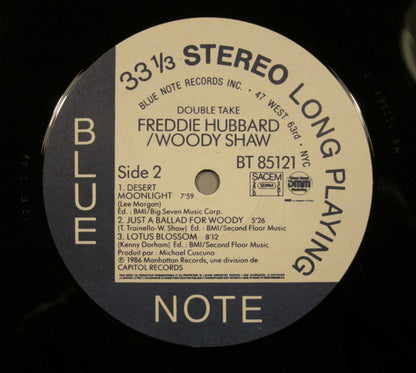 33 1/3 STEREO LONG PLAYING
BLUE NOTE RECORDS INC. • 47 WEST 63rd • NYC
DOUBLE TAKE
FREDDIE HUBBARD
/WOODY SHAW
BT 85121
Side 2
SACEM
SDRM
DMM
1. DESERT
MOONLIGHT 7'59
(Lee Morgan)
Ed. : BMI/Big Seven Music Corp.
2. JUST A BALLAD FOR WOODY 5'26
(T. Trainello-W. Shaw) Ed. : BMI/Second Floor Music
3. LOTUS BLOSSOM 8'12
(Kenny Dorham) Ed. : BMI/Second Floor Music
Produit par : Michael Cuscuna
℗ 1986 Manhattan Records, une division de
CAPITOL RECORDS
BLUE
NOTE